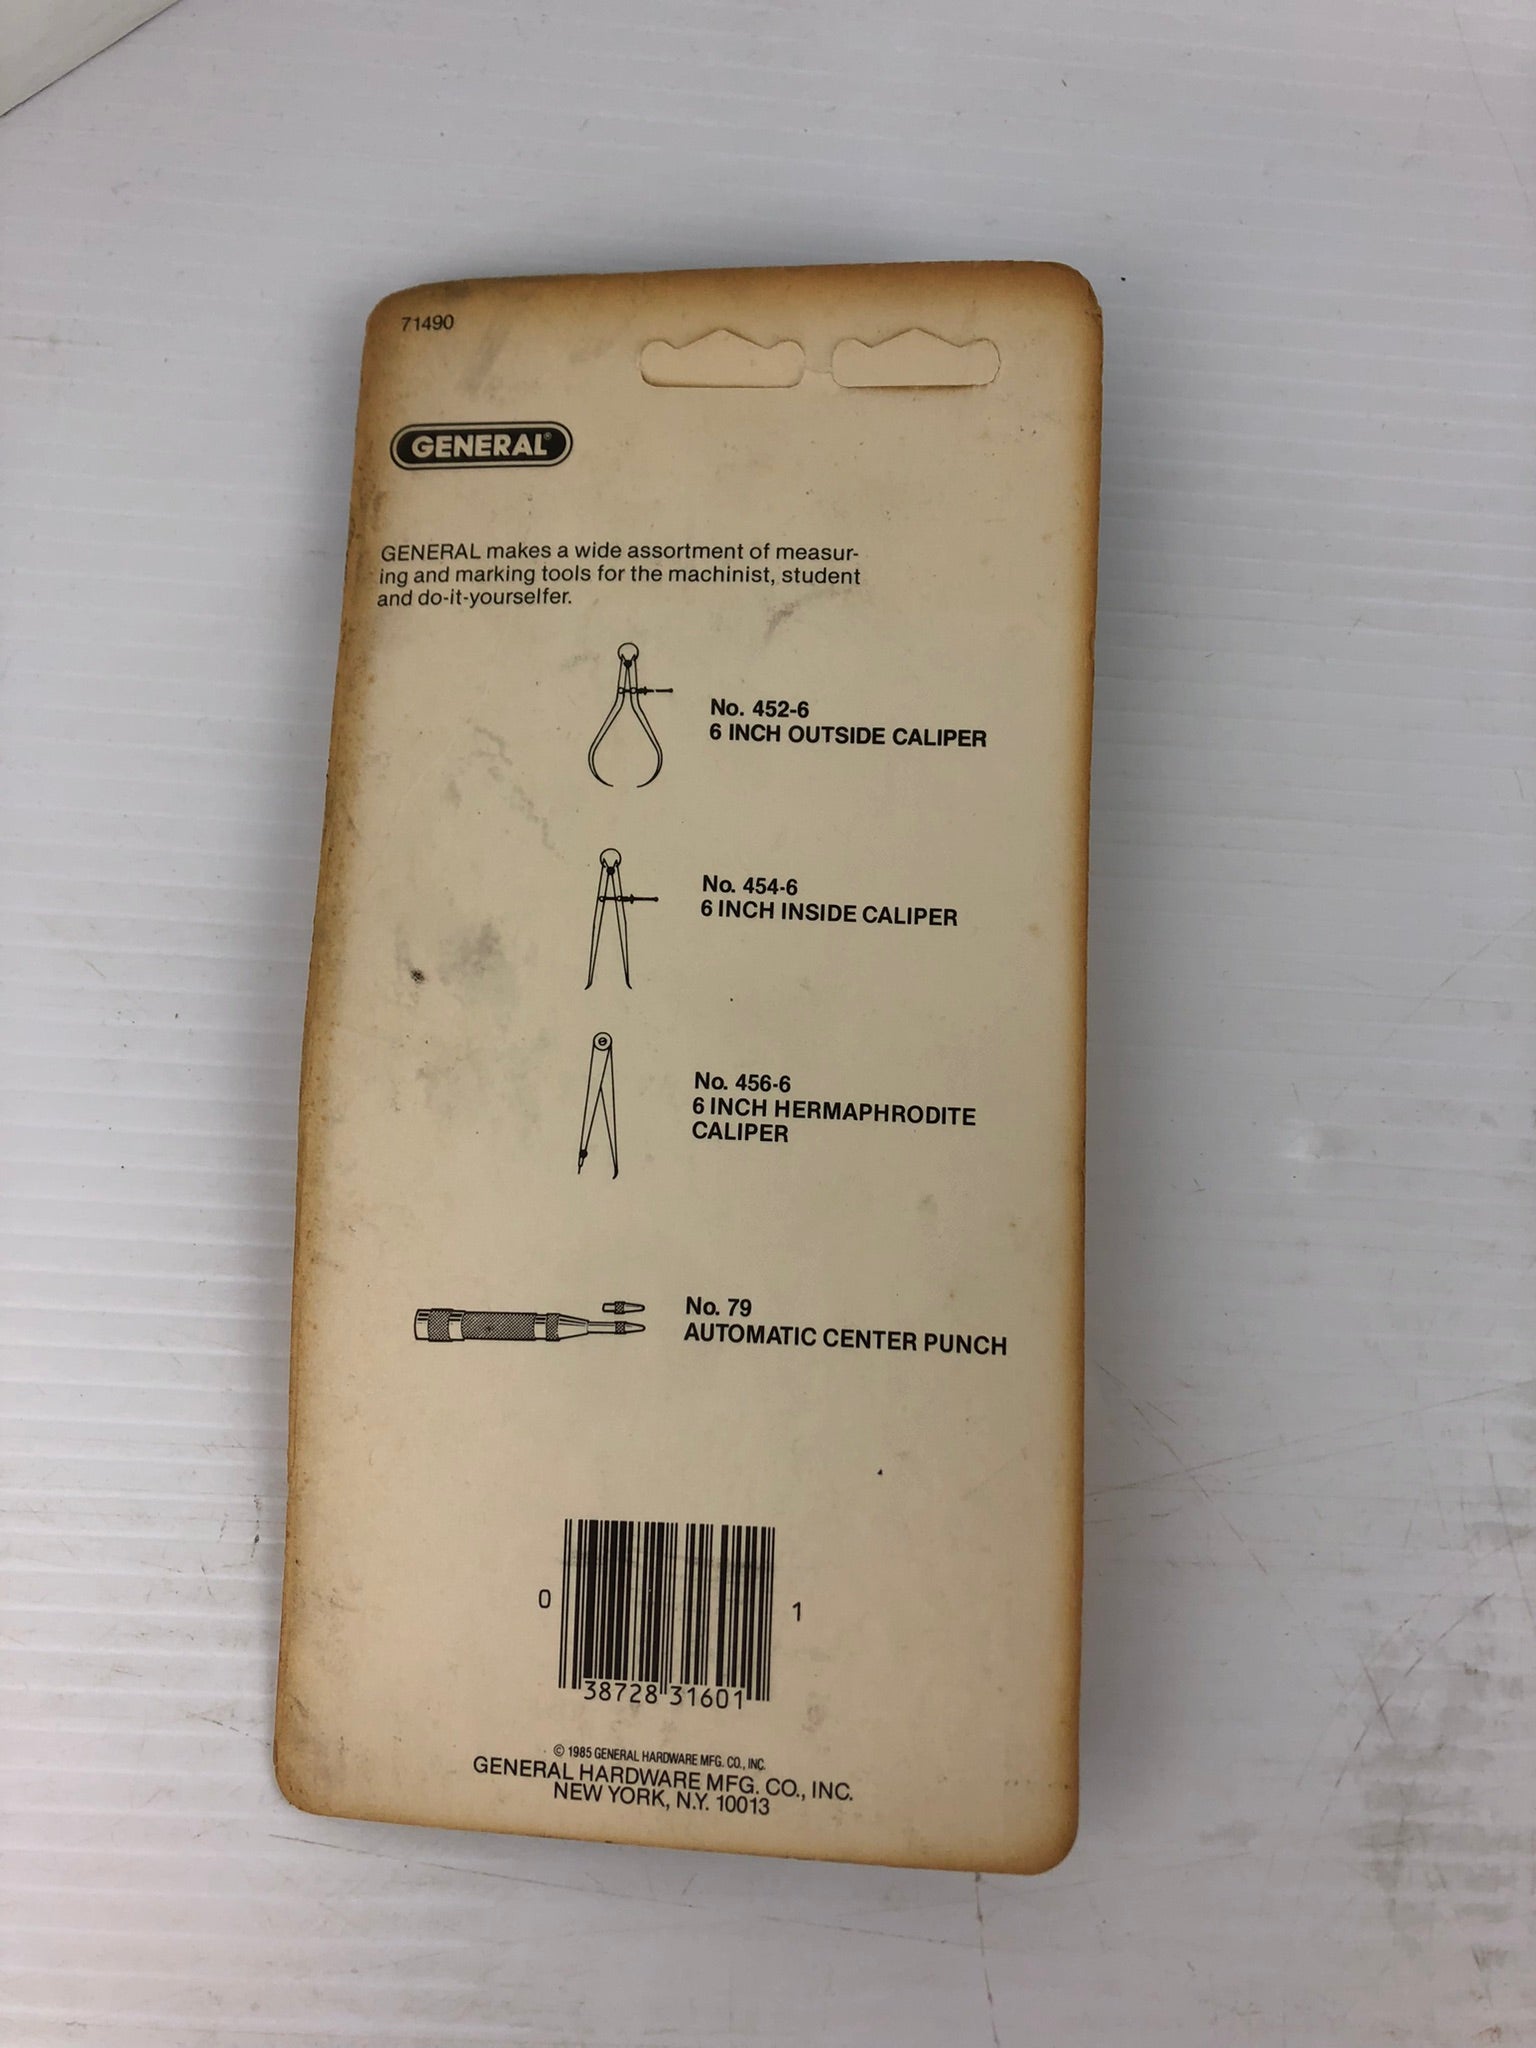 71490
GENERAL®
GENERAL makes a wide assortment of measur-
ing and marking tools for the machinist, student
and do-it-yourselfer.
No. 452-6
6 INCH OUTSIDE CALIPER
No. 454-6
6 INCH INSIDE CALIPER
No. 456-6
6 INCH HERMAPHRODITE
CALIPER
No. 79
AUTOMATIC CENTER PUNCH
0 38728 31601 1
© 1985 GENERAL HARDWARE MFG. CO., INC.
GENERAL HARDWARE MFG. CO., INC.
NEW YORK, N.Y. 10013